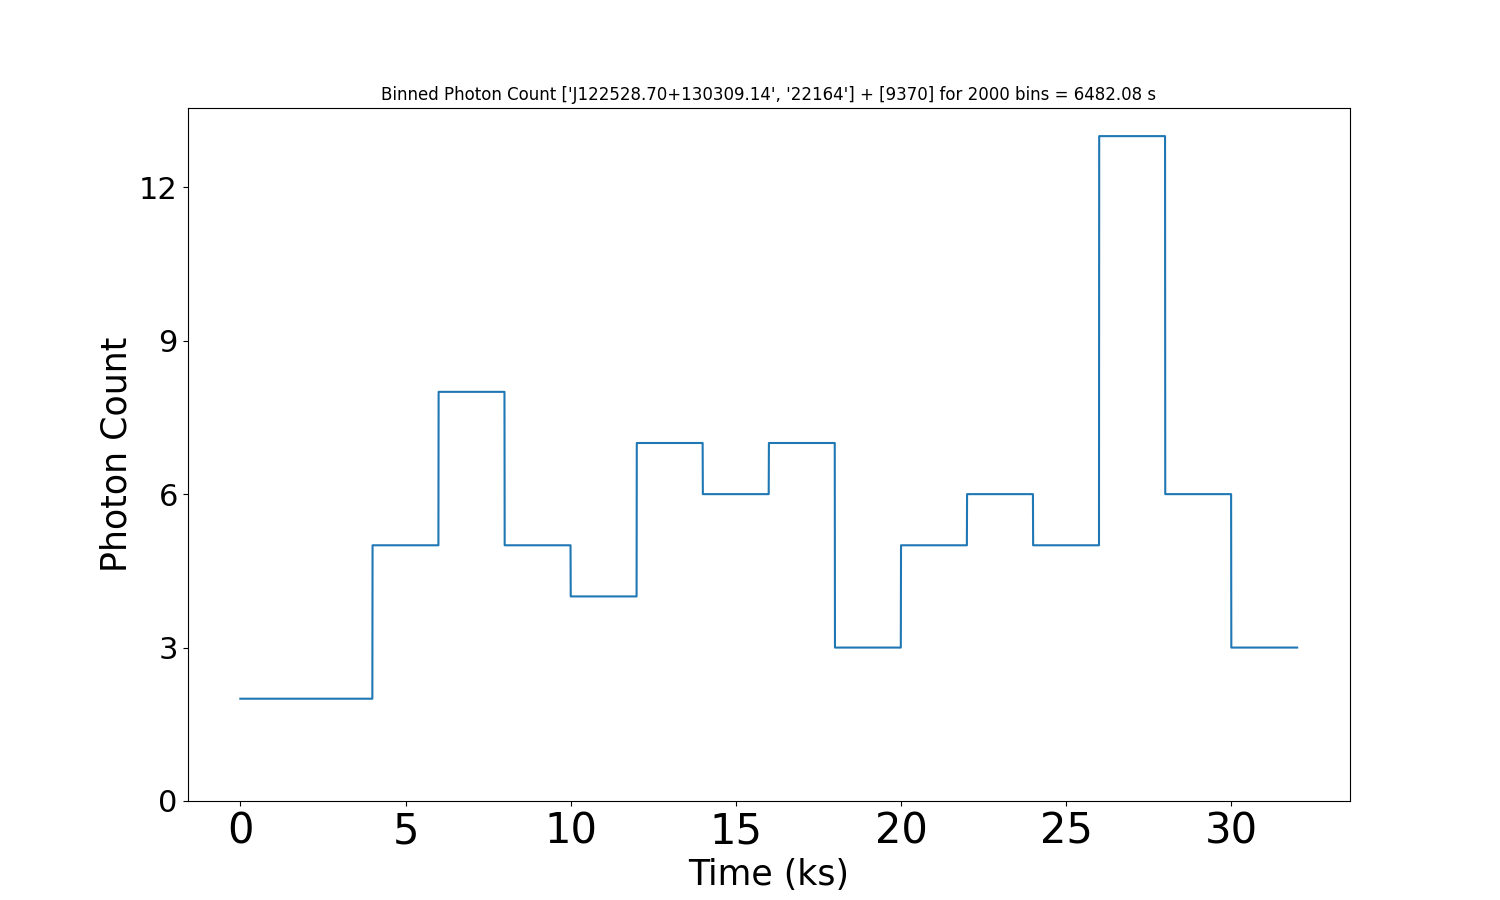 Binned Photon Count ['J122528.70+130309.14', '22164'] + [9370] for 2000 bins = 6482.08 s
12
9
6
3
0
Photon Count
0 5 10 15 20 25 30
Time (ks)